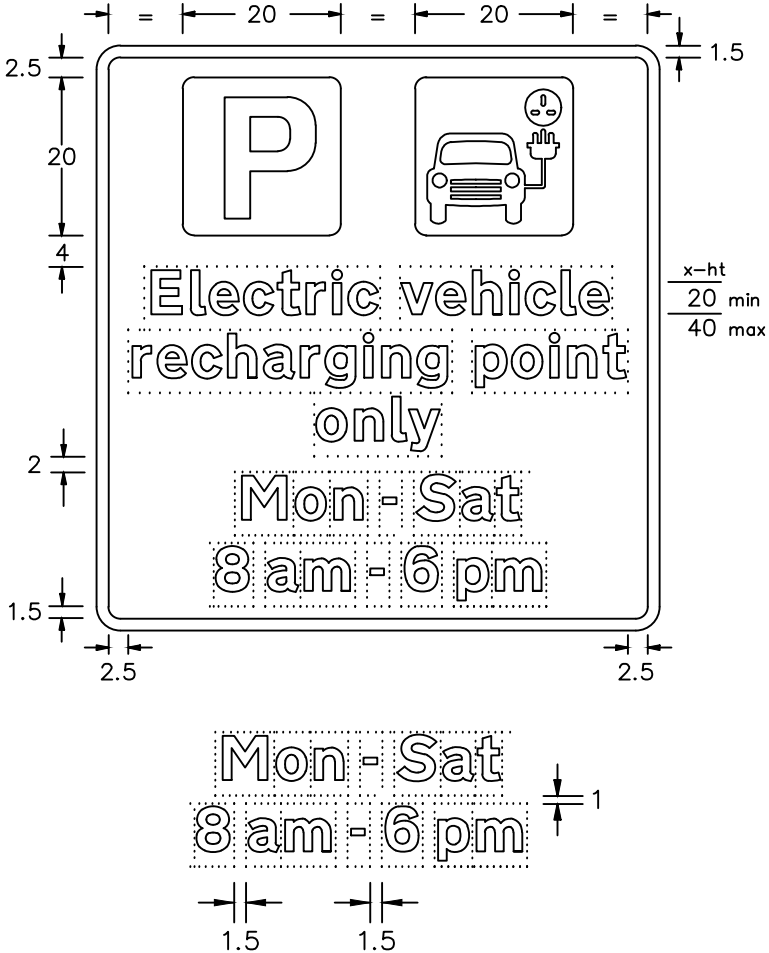 = 20 = 20 =
1.5
2.5
P
20
4
x-ht
20 min
40 max
Electric vehicle
recharging point
only
2
Mon - Sat
8 am - 6 pm
1.5
2.5 2.5
Mon - Sat
1
8 am - 6 pm
1.5 1.5